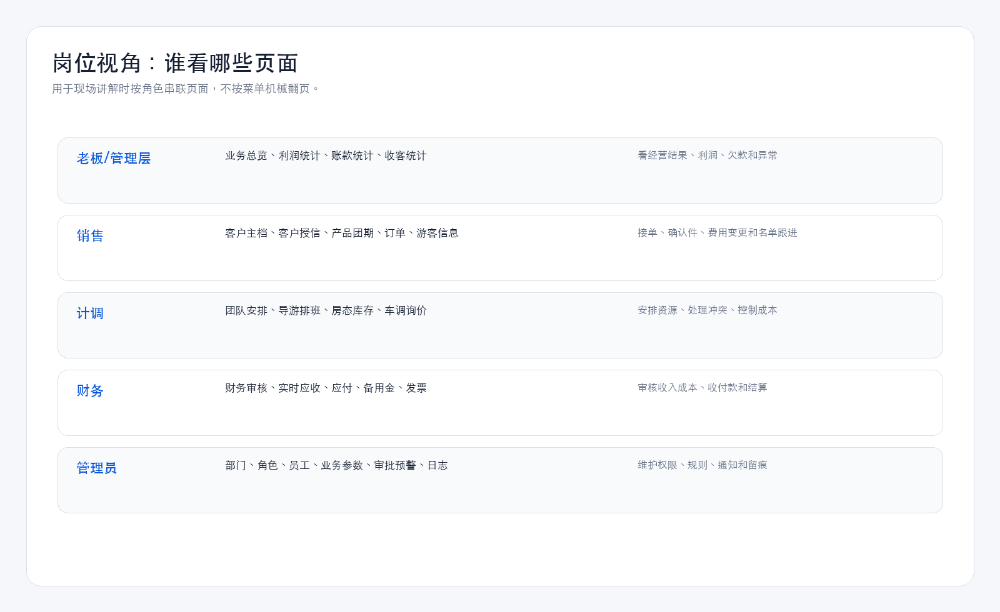 岗位视角：谁看哪些页面
用于现场讲解时按角色串联页面，不按菜单机械翻页。
老板/管理层 业务总览、利润统计、账款统计、收客统计 看经营结果、利润、欠款和异常
销售 客户主档、客户授信、产品团期、订单、游客信息 接单、确认件、费用变更和名单跟进
计调 团队安排、导游排班、房态库存、车调询价 安排资源、处理冲突、控制成本
财务 财务审核、实时应收、应付、备用金、发票 审核收入成本、收付款和结算
管理员 部门、角色、员工、业务参数、审批预警、日志 维护权限、规则、通知和留痕